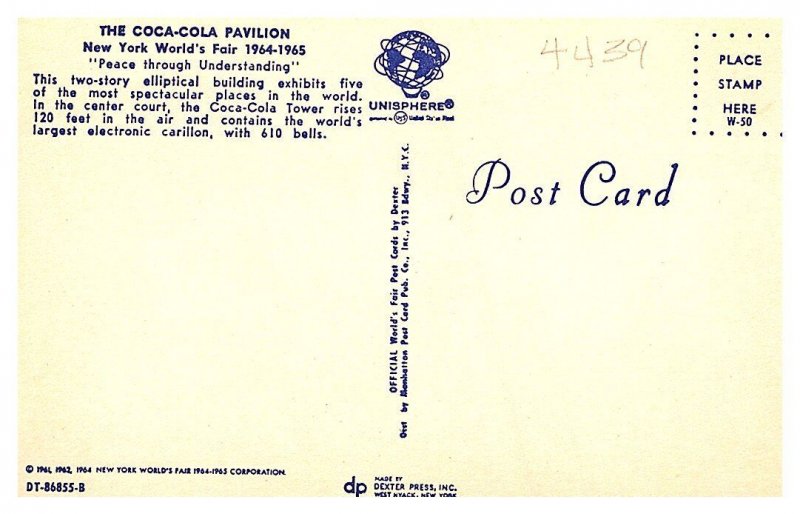 THE COCA-COLA PAVILION
New York World's Fair 1964-1965
"Peace through Understanding"
This two-story elliptical building exhibits five
of the most spectacular places in the world.
In the center court, the Coca-Cola Tower rises
120 feet in the air and contains the world's
largest electronic carillon, with 610 bells.
UNISPHERE®
4439
PLACE
STAMP
HERE
W-50
Post Card
OFFICIAL World's Fair Post Cards by Dexter
Dist by Manhattan Post Card Pub. Co., Inc., 913 Bdwy., N.Y.C.
© 1961, 1962, 1964 NEW YORK WORLD'S FAIR 1964-1965 CORPORATION.
DT-86855-B
dp
MADE BY
DEXTER PRESS, INC.
WEST NYACK, NEW YORK